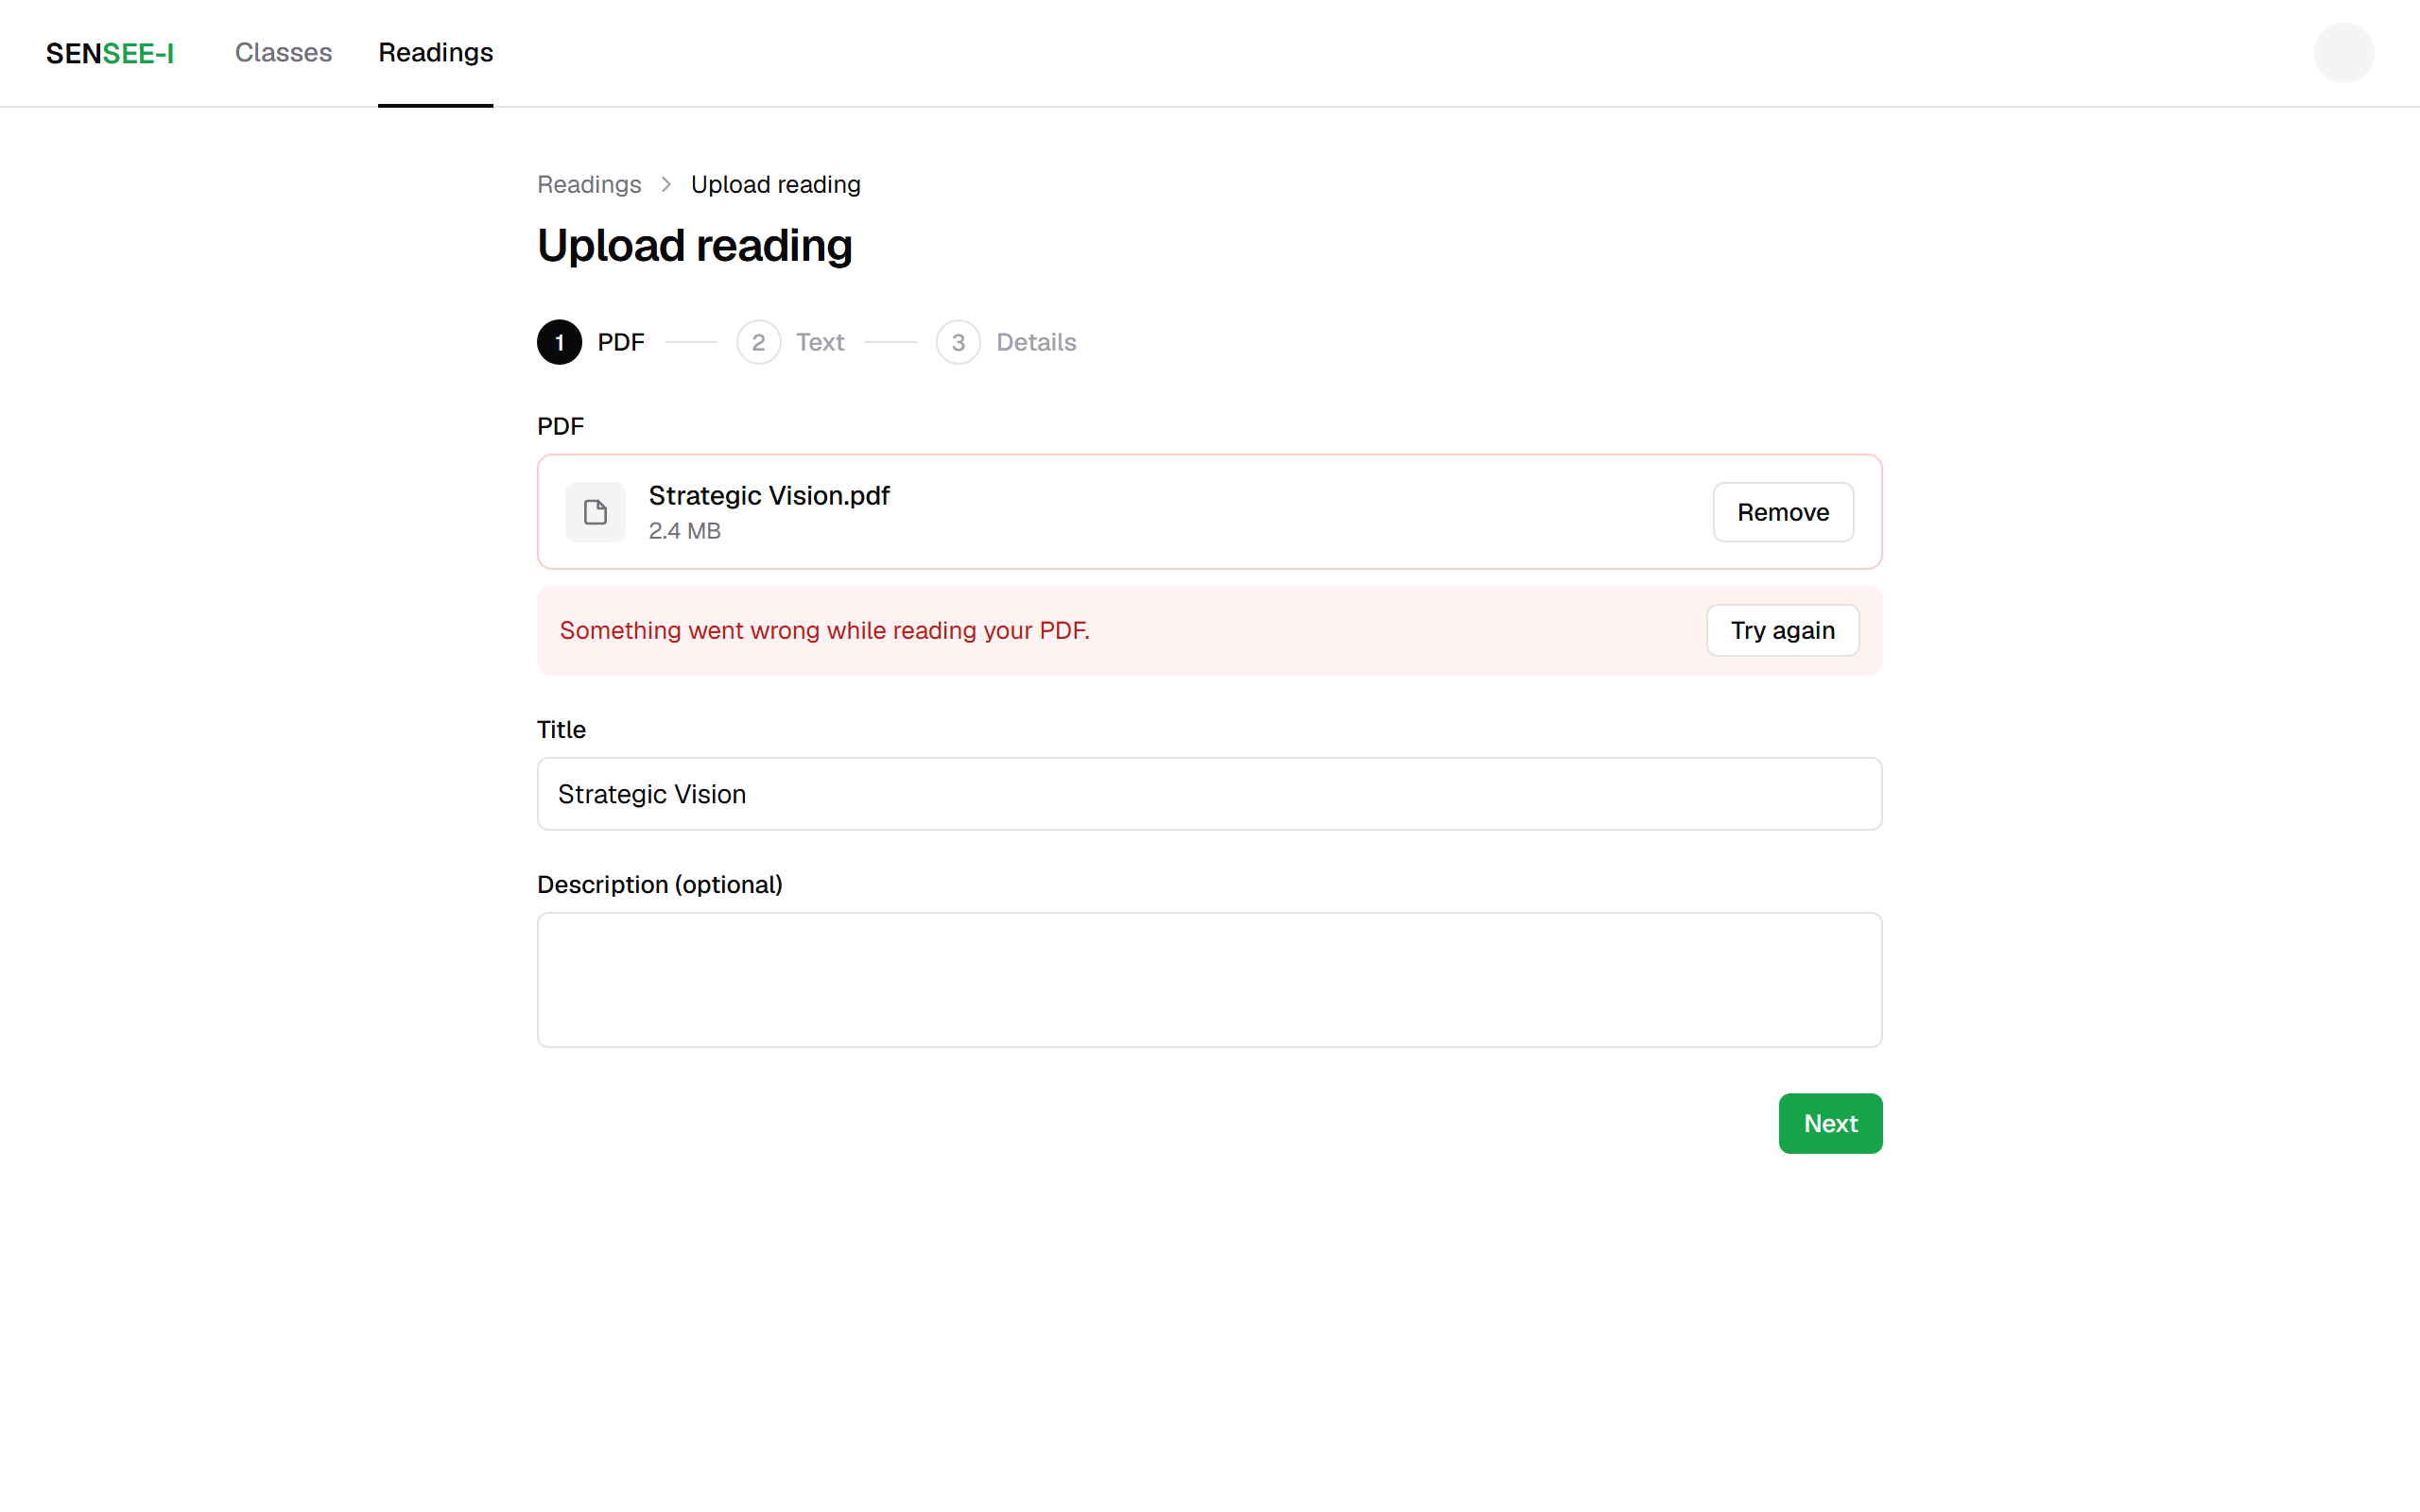 SENSEE-I Classes Readings
Readings > Upload reading
Upload reading
1 PDF 2 Text 3 Details
PDF
Strategic Vision.pdf
2.4 MB
Remove
Something went wrong while reading your PDF.
Try again
Title
Strategic Vision
Description (optional)
Next